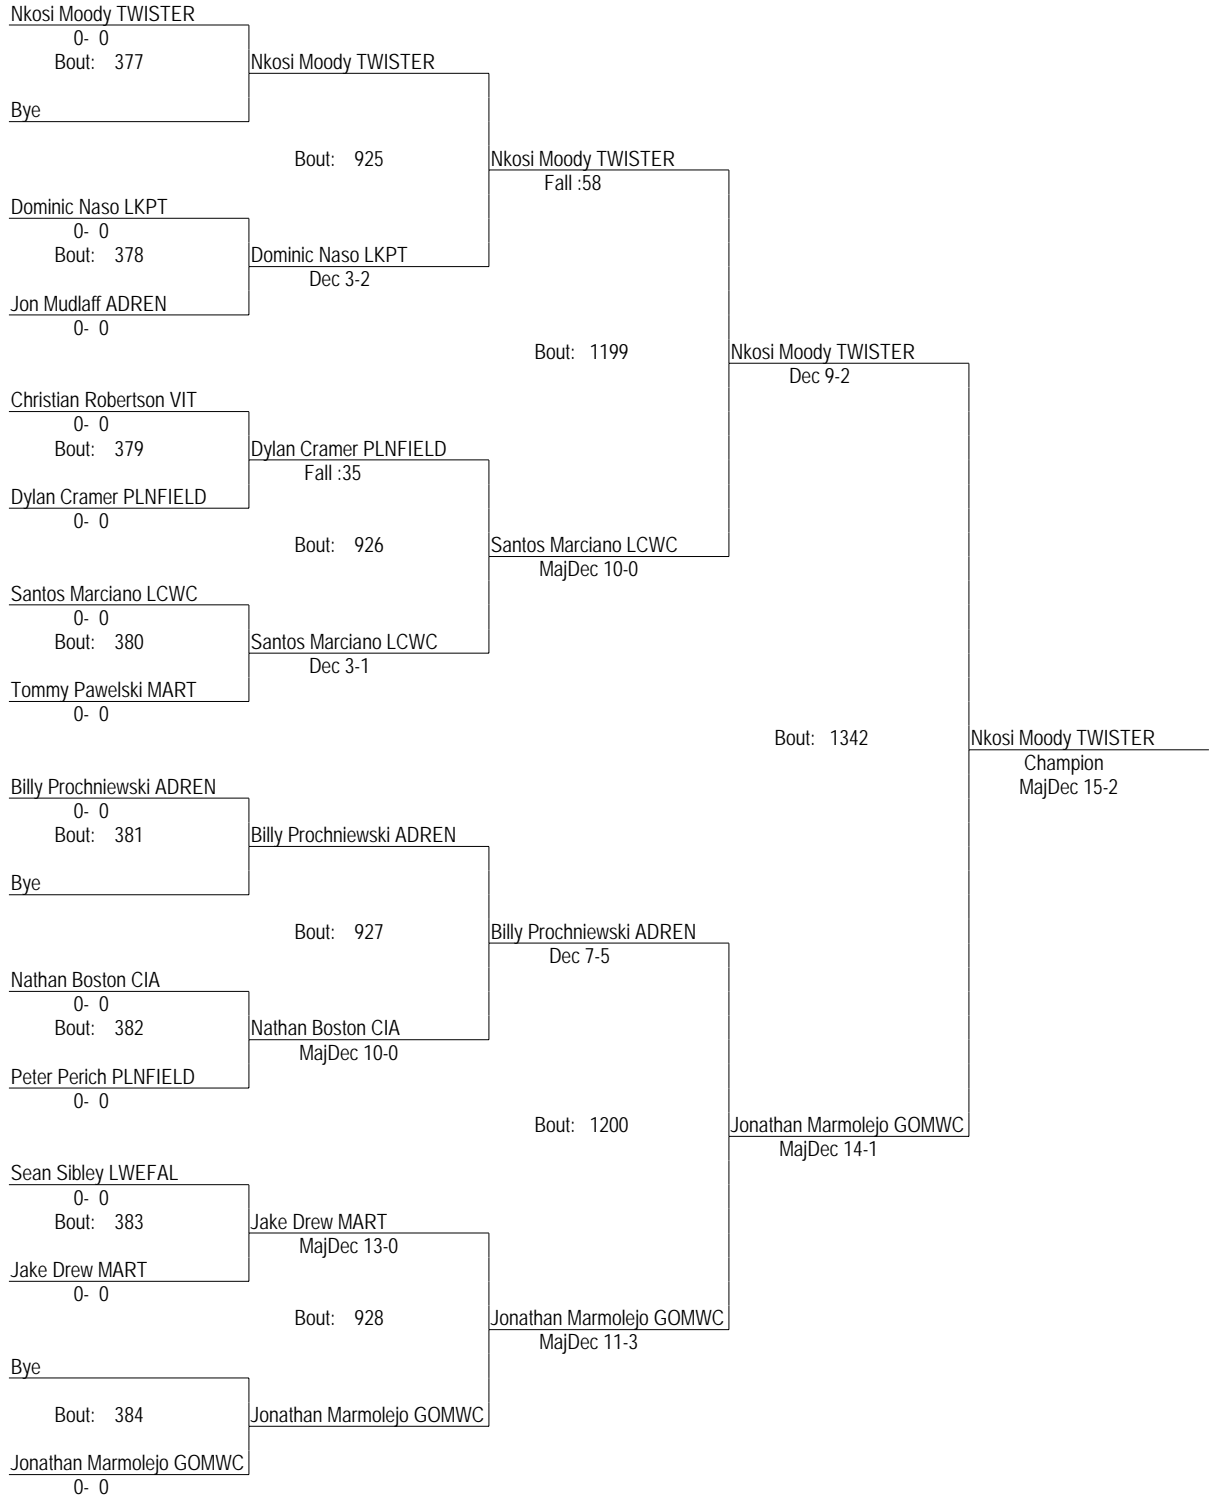 Nkosi Moody TWISTER
0- 0
Bout: 377
Nkosi Moody TWISTER
Bye
Bout: 925
Nkosi Moody TWISTER
Fall :58
Dominic Naso LKPT
0- 0
Bout: 378
Dominic Naso LKPT
Dec 3-2
Jon Mudlaff ADREN
0- 0
Bout: 1199
Nkosi Moody TWISTER
Dec 9-2
Christian Robertson VIT
0- 0
Bout: 379
Dylan Cramer PLNFIELD
Fall :35
Dylan Cramer PLNFIELD
0- 0
Bout: 926
Santos Marciano LCWC
MajDec 10-0
Santos Marciano LCWC
0- 0
Bout: 380
Santos Marciano LCWC
Dec 3-1
Tommy Pawelski MART
0- 0
Bout: 1342
Nkosi Moody TWISTER
Champion
MajDec 15-2
Billy Prochniewski ADREN
0- 0
Bout: 381
Billy Prochniewski ADREN
Bye
Bout: 927
Billy Prochniewski ADREN
Dec 7-5
Nathan Boston CIA
0- 0
Bout: 382
Nathan Boston CIA
MajDec 10-0
Peter Perich PLNFIELD
0- 0
Bout: 1200
Jonathan Marmolejo GOMWC
MajDec 14-1
Sean Sibley LWEFAL
0- 0
Bout: 383
Jake Drew MART
MajDec 13-0
Jake Drew MART
0- 0
Bout: 928
Jonathan Marmolejo GOMWC
MajDec 11-3
Bye
Bout: 384
Jonathan Marmolejo GOMWC
Jonathan Marmolejo GOMWC
0- 0